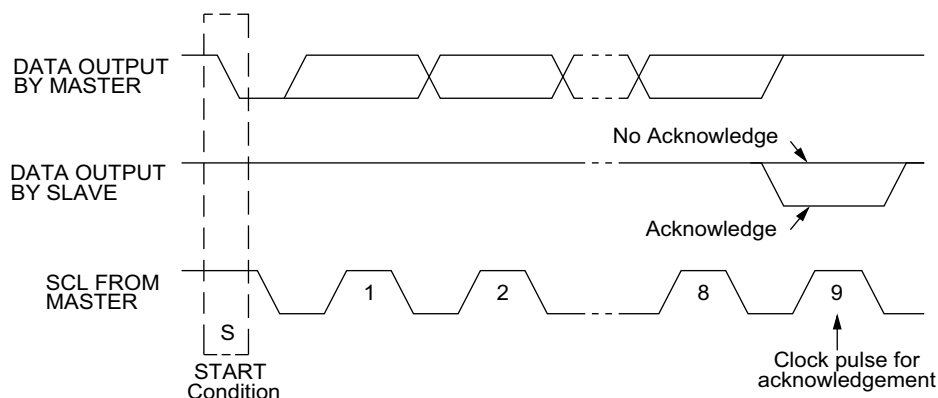 DATA OUTPUT
BY MASTER
No Acknowledge
DATA OUTPUT
BY SLAVE
Acknowledge
SCL FROM
MASTER
1
2
8
9
S
START
Condition
Clock pulse for
acknowledgement